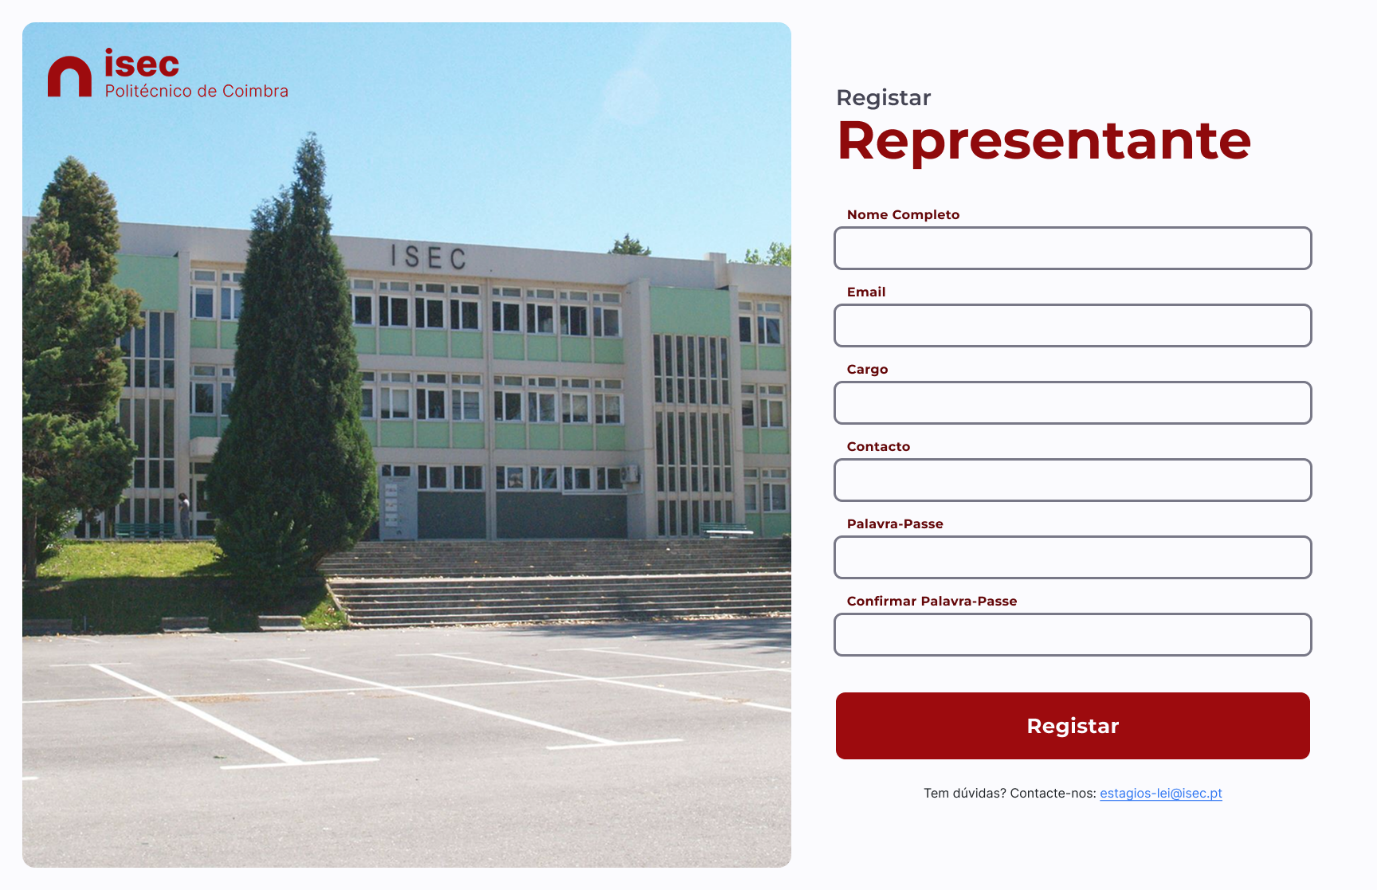 isec
Politécnico de Coimbra
ISEC
Registar
Representante
Nome Completo
Email
Cargo
Contacto
Palavra-Passe
Confirmar Palavra-Passe
Registar
Tem dúvidas? Contacte-nos: estagios-lei@isec.pt